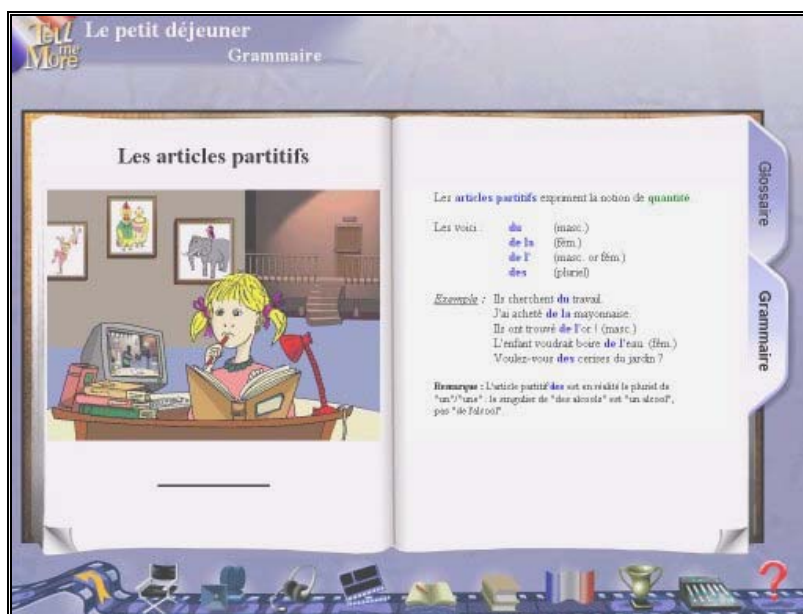 Tell me More
Le petit déjeuner
Grammaire
Les articles partitifs
Les articles partitifs expriment la notion de quantité
Les voici : du (masc.)
de la (fém.)
de l' (masc. or fém.)
des (pluriel)
Exemple : Ils cherchent du travail.
J'ai acheté de la mayonnaise.
Ils ont trouvé de l'or ! (masc.)
L'enfant voudrait boire de l'eau. (fém.)
Voulez-vous des cerises du jardin ?
Remarque : L'article partitif des est en réalité le pluriel de
"un"/"une" : le singulier de "des alcools" est "un alcool",
pas "de l'alcool".
Glossaire
Grammaire
?